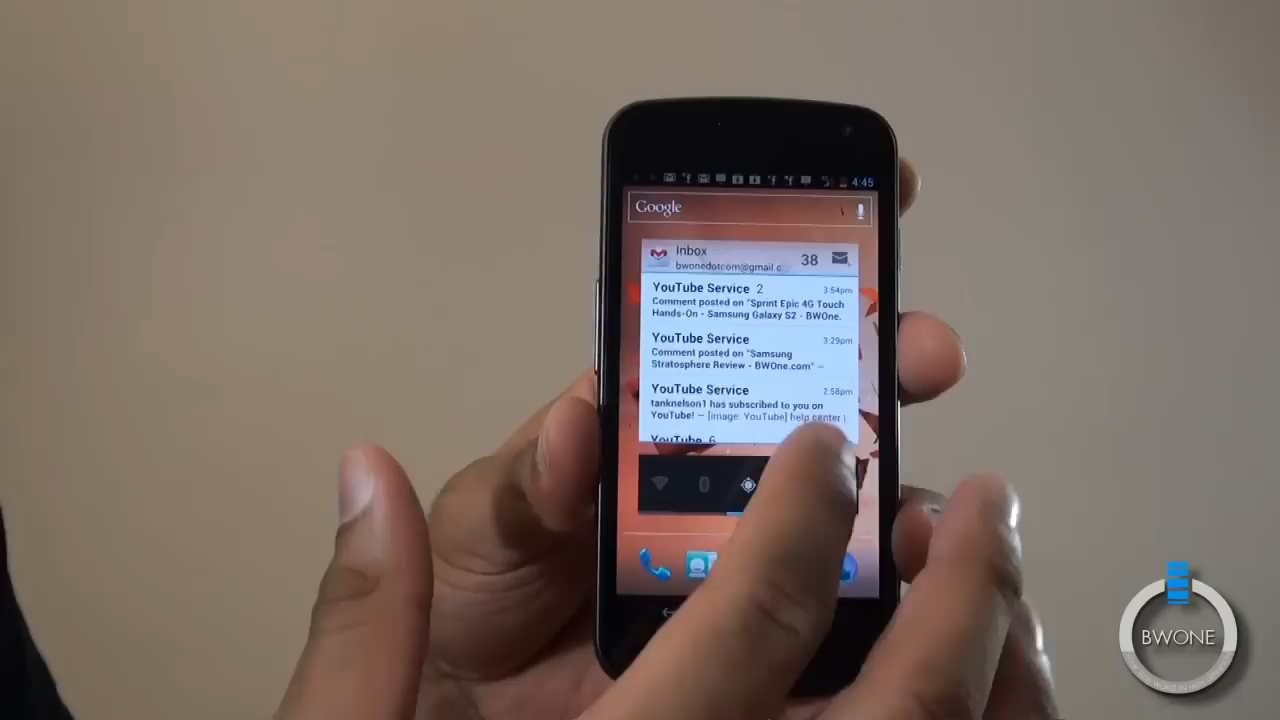 4:45
Google
Inbox
bwonedotcom@gmail.c
38
YouTube Service 2
3:54pm
Comment posted on "Sprint Epic 4G Touch
Hands-On - Samsung Galaxy S2 - BWOne.
YouTube Service
3:29pm
Comment posted on "Samsung
Stratosphere Review - BWOne.com" –
YouTube Service
2:58pm
tanknelson1 has subscribed to you on
YouTube! – [image: YouTube] help center |
YouTube 6
BWONE